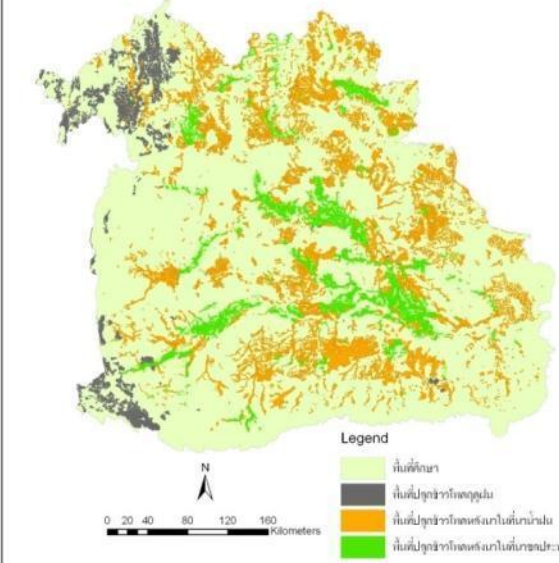 Legend
พื้นที่ศึกษา
พื้นที่ปลูกข้าวโพดฤดูฝน
พื้นที่ปลูกข้าวโพดหลังนาในที่นาน้ำฝน
พื้นที่ปลูกข้าวโพดหลังนาในที่นาชลประ
N
0 20 40 80 120 160
Kilometers